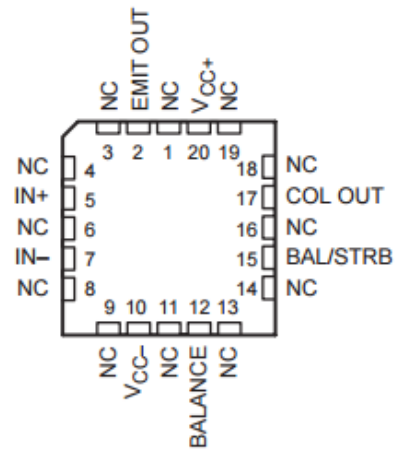 NC EMIT OUT NC VCC+ NC
3 2 1 20 19
NC 4 18 NC
IN+ 5 17 COL OUT
NC 6 16 NC
IN− 7 15 BAL/STRB
NC 8 14 NC
9 10 11 12 13
NC VCC− NC BALANCE NC